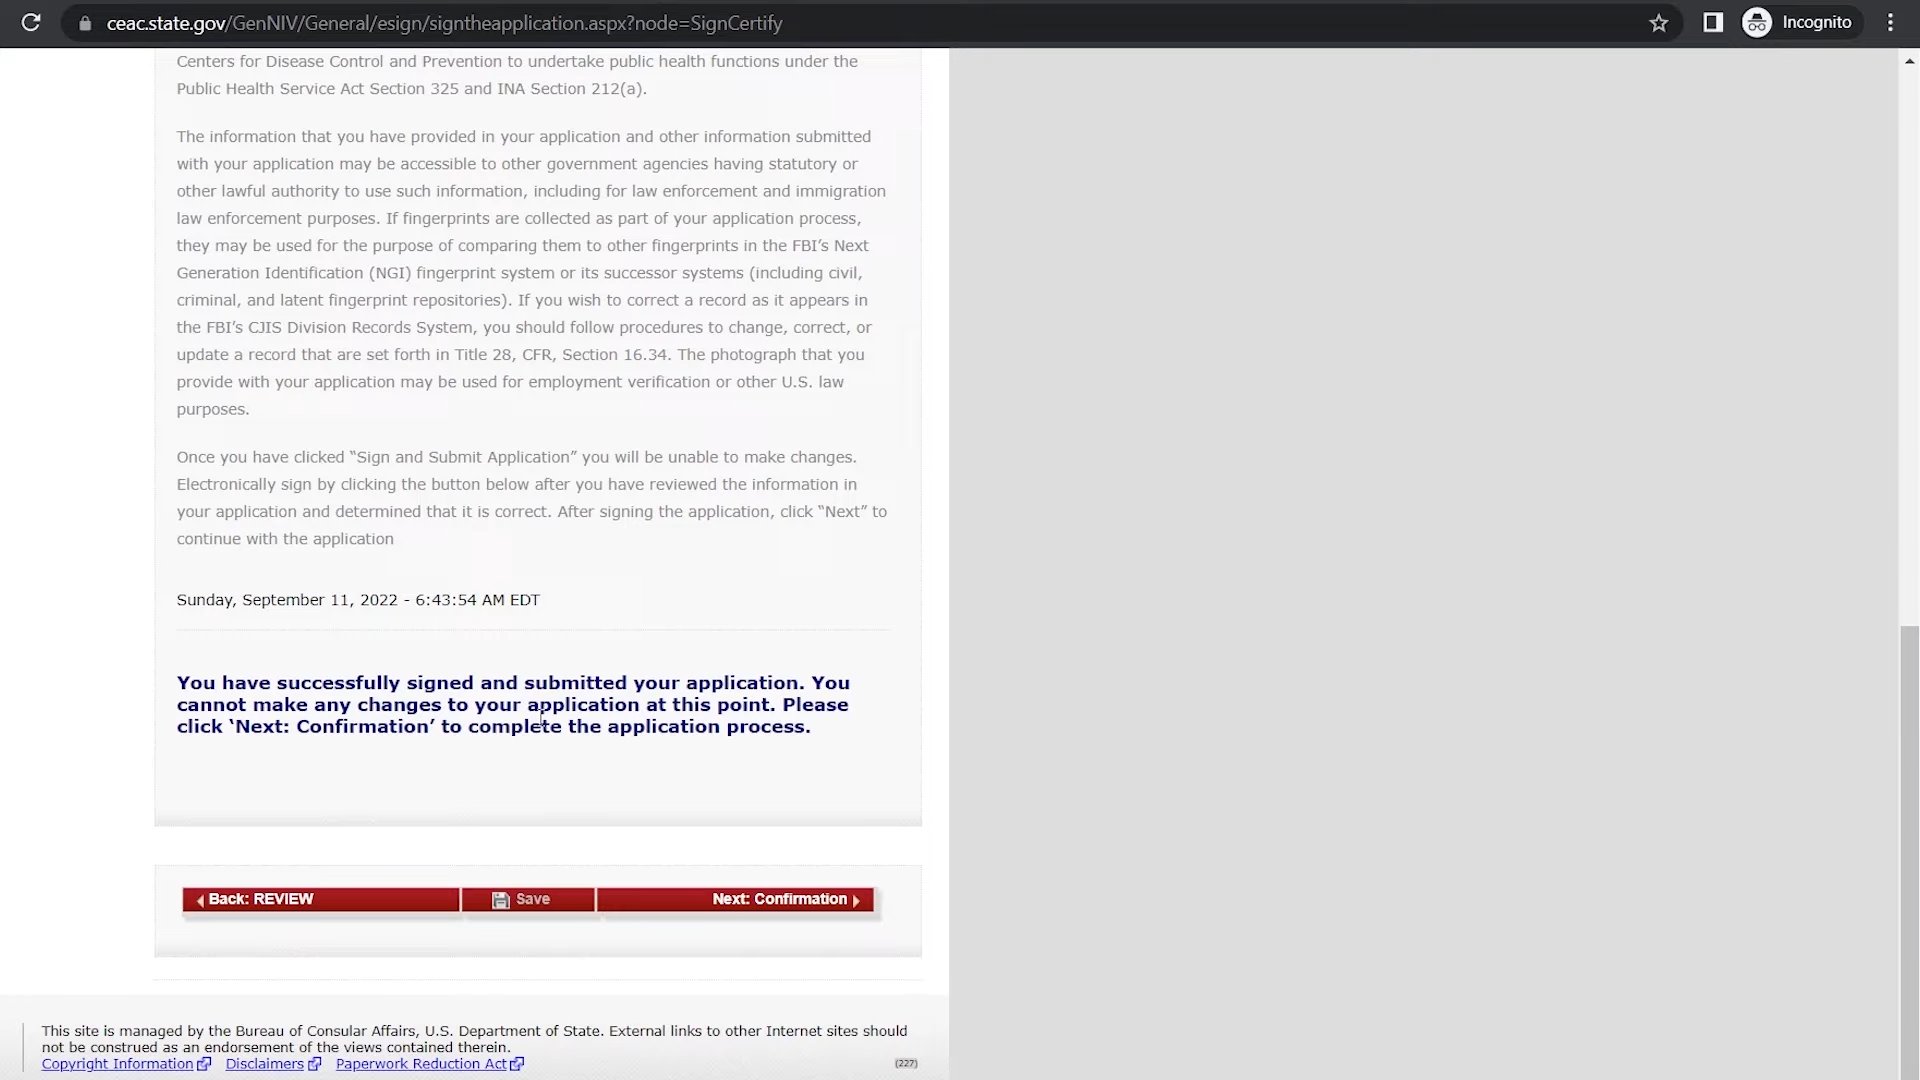 ceac.state.gov/GenNIV/General/esign/signtheapplication.aspx?node=SignCertify
Incognito
Centers for Disease Control and Prevention to undertake public health functions under the
Public Health Service Act Section 325 and INA Section 212(a).
The information that you have provided in your application and other information submitted
with your application may be accessible to other government agencies having statutory or
other lawful authority to use such information, including for law enforcement and immigration
law enforcement purposes. If fingerprints are collected as part of your application process,
they may be used for the purpose of comparing them to other fingerprints in the FBI’s Next
Generation Identification (NGI) fingerprint system or its successor systems (including civil,
criminal, and latent fingerprint repositories). If you wish to correct a record as it appears in
the FBI’s CJIS Division Records System, you should follow procedures to change, correct, or
update a record that are set forth in Title 28, CFR, Section 16.34. The photograph that you
provide with your application may be used for employment verification or other U.S. law
purposes.
Once you have clicked “Sign and Submit Application” you will be unable to make changes.
Electronically sign by clicking the button below after you have reviewed the information in
your application and determined that it is correct. After signing the application, click “Next” to
continue with the application
Sunday, September 11, 2022 - 6:43:54 AM EDT
You have successfully signed and submitted your application. You
cannot make any changes to your application at this point. Please
click ‘Next: Confirmation’ to complete the application process.
Back: REVIEW
Save
Next: Confirmation
This site is managed by the Bureau of Consular Affairs, U.S. Department of State. External links to other Internet sites should
not be construed as an endorsement of the views contained therein.
Copyright Information Disclaimers Paperwork Reduction Act
(227)